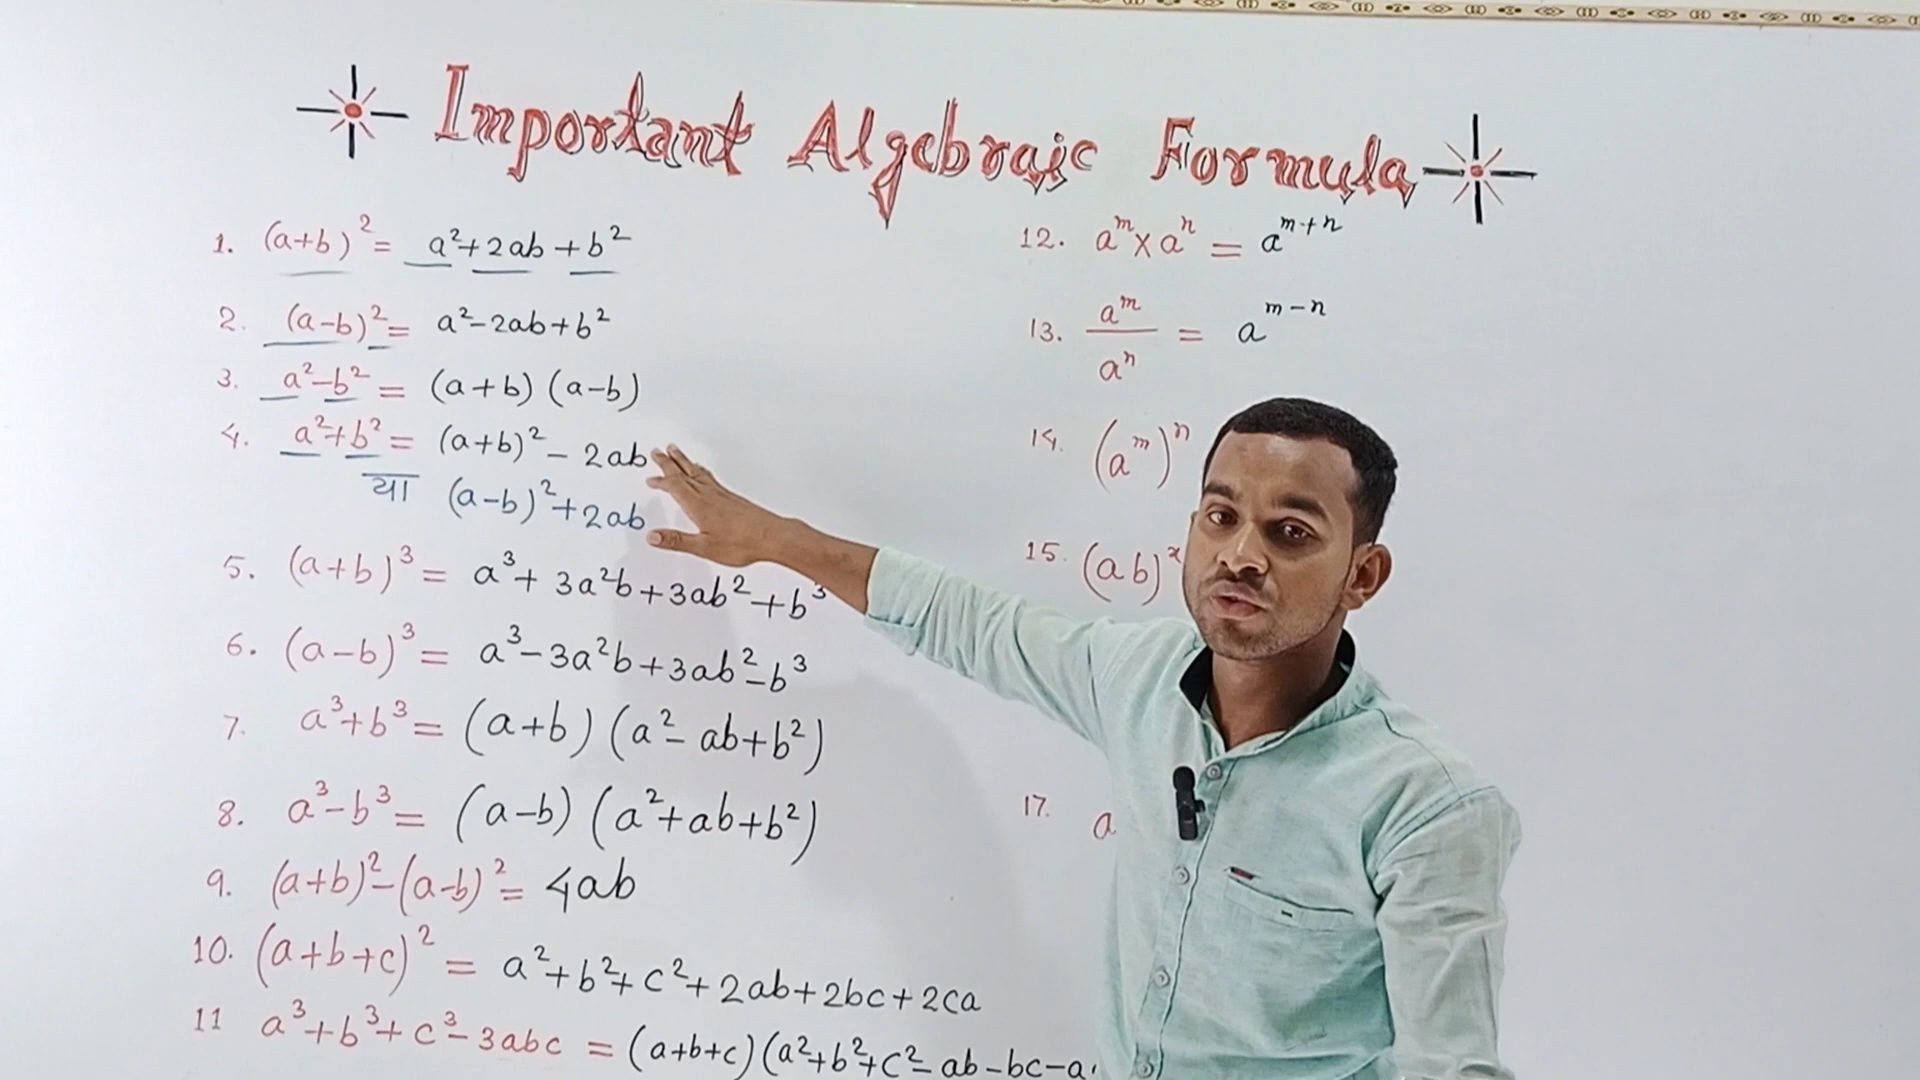 Important Algebraic Formula
1. (a+b)² = a²+2ab+b²
2. (a-b)² = a²-2ab+b²
3. a²-b² = (a+b) (a-b)
4. a²+b² = (a+b)² - 2ab
या (a-b)²+2ab
5. (a+b)³ = a³+3a²b+3ab²+b³
6. (a-b)³ = a³-3a²b+3ab²-b³
7. a³+b³ = (a+b) (a²-ab+b²)
8. a³-b³ = (a-b) (a²+ab+b²)
9. (a+b)²-(a-b)² = 4ab
10. (a+b+c)² = a²+b²+c²+2ab+2bc+2ca
11 a³+b³+c³-3abc = (a+b+c)(a²+b²+c²-ab-bc-a
12. aᵐ×aⁿ = aᵐ⁺ⁿ
13. aᵐ/aⁿ = aᵐ⁻ⁿ
14. (aᵐ)ⁿ
15. (ab)ˣ
17. a